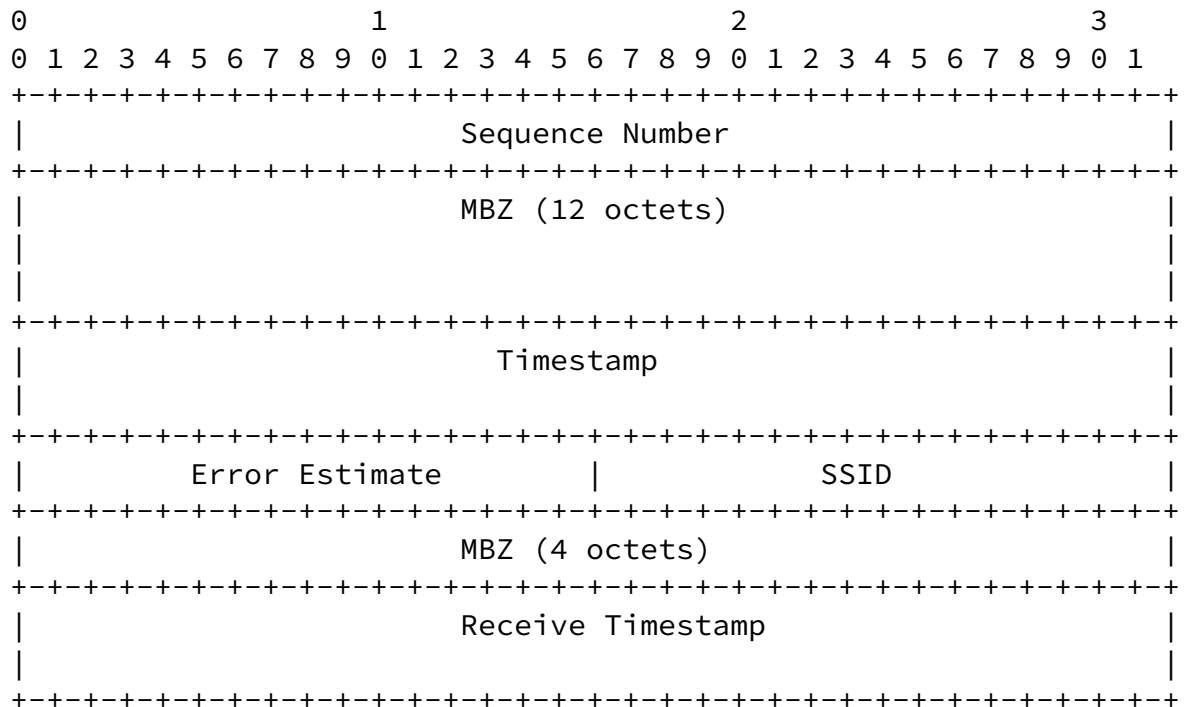 0                   1                   2                   3
0 1 2 3 4 5 6 7 8 9 0 1 2 3 4 5 6 7 8 9 0 1 2 3 4 5 6 7 8 9 0 1
+-+-+-+-+-+-+-+-+-+-+-+-+-+-+-+-+-+-+-+-+-+-+-+-+-+-+-+-+-+-+-+-+
|                        Sequence Number                        |
+-+-+-+-+-+-+-+-+-+-+-+-+-+-+-+-+-+-+-+-+-+-+-+-+-+-+-+-+-+-+-+-+
|                        MBZ (12 octets)                        |
|                                                               |
|                                                               |
+-+-+-+-+-+-+-+-+-+-+-+-+-+-+-+-+-+-+-+-+-+-+-+-+-+-+-+-+-+-+-+-+
|                          Timestamp                            |
|                                                               |
+-+-+-+-+-+-+-+-+-+-+-+-+-+-+-+-+-+-+-+-+-+-+-+-+-+-+-+-+-+-+-+-+
|         Error Estimate        |            SSID               |
+-+-+-+-+-+-+-+-+-+-+-+-+-+-+-+-+-+-+-+-+-+-+-+-+-+-+-+-+-+-+-+-+
|                        MBZ (4 octets)                         |
+-+-+-+-+-+-+-+-+-+-+-+-+-+-+-+-+-+-+-+-+-+-+-+-+-+-+-+-+-+-+-+-+
|                        Receive Timestamp                      |
|                                                               |
+-+-+-+-+-+-+-+-+-+-+-+-+-+-+-+-+-+-+-+-+-+-+-+-+-+-+-+-+-+-+-+-+